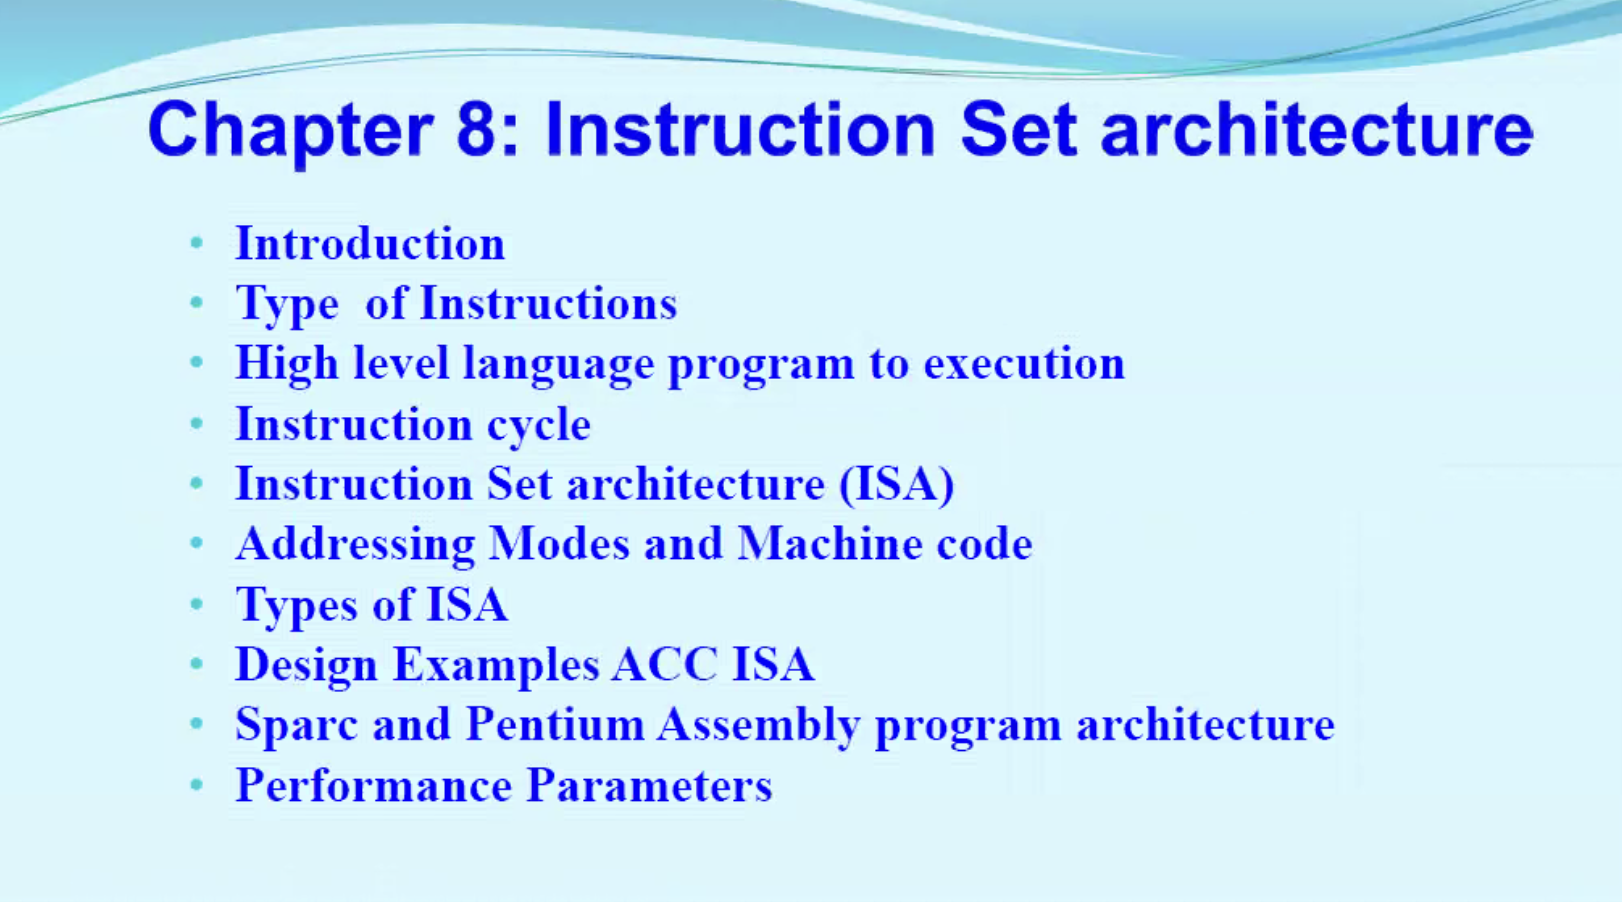 Chapter 8: Instruction Set architecture
• Introduction
• Type  of Instructions
• High level language program to execution
• Instruction cycle
• Instruction Set architecture (ISA)
• Addressing Modes and Machine code
• Types of ISA
• Design Examples ACC ISA
• Sparc and Pentium Assembly program architecture
• Performance Parameters